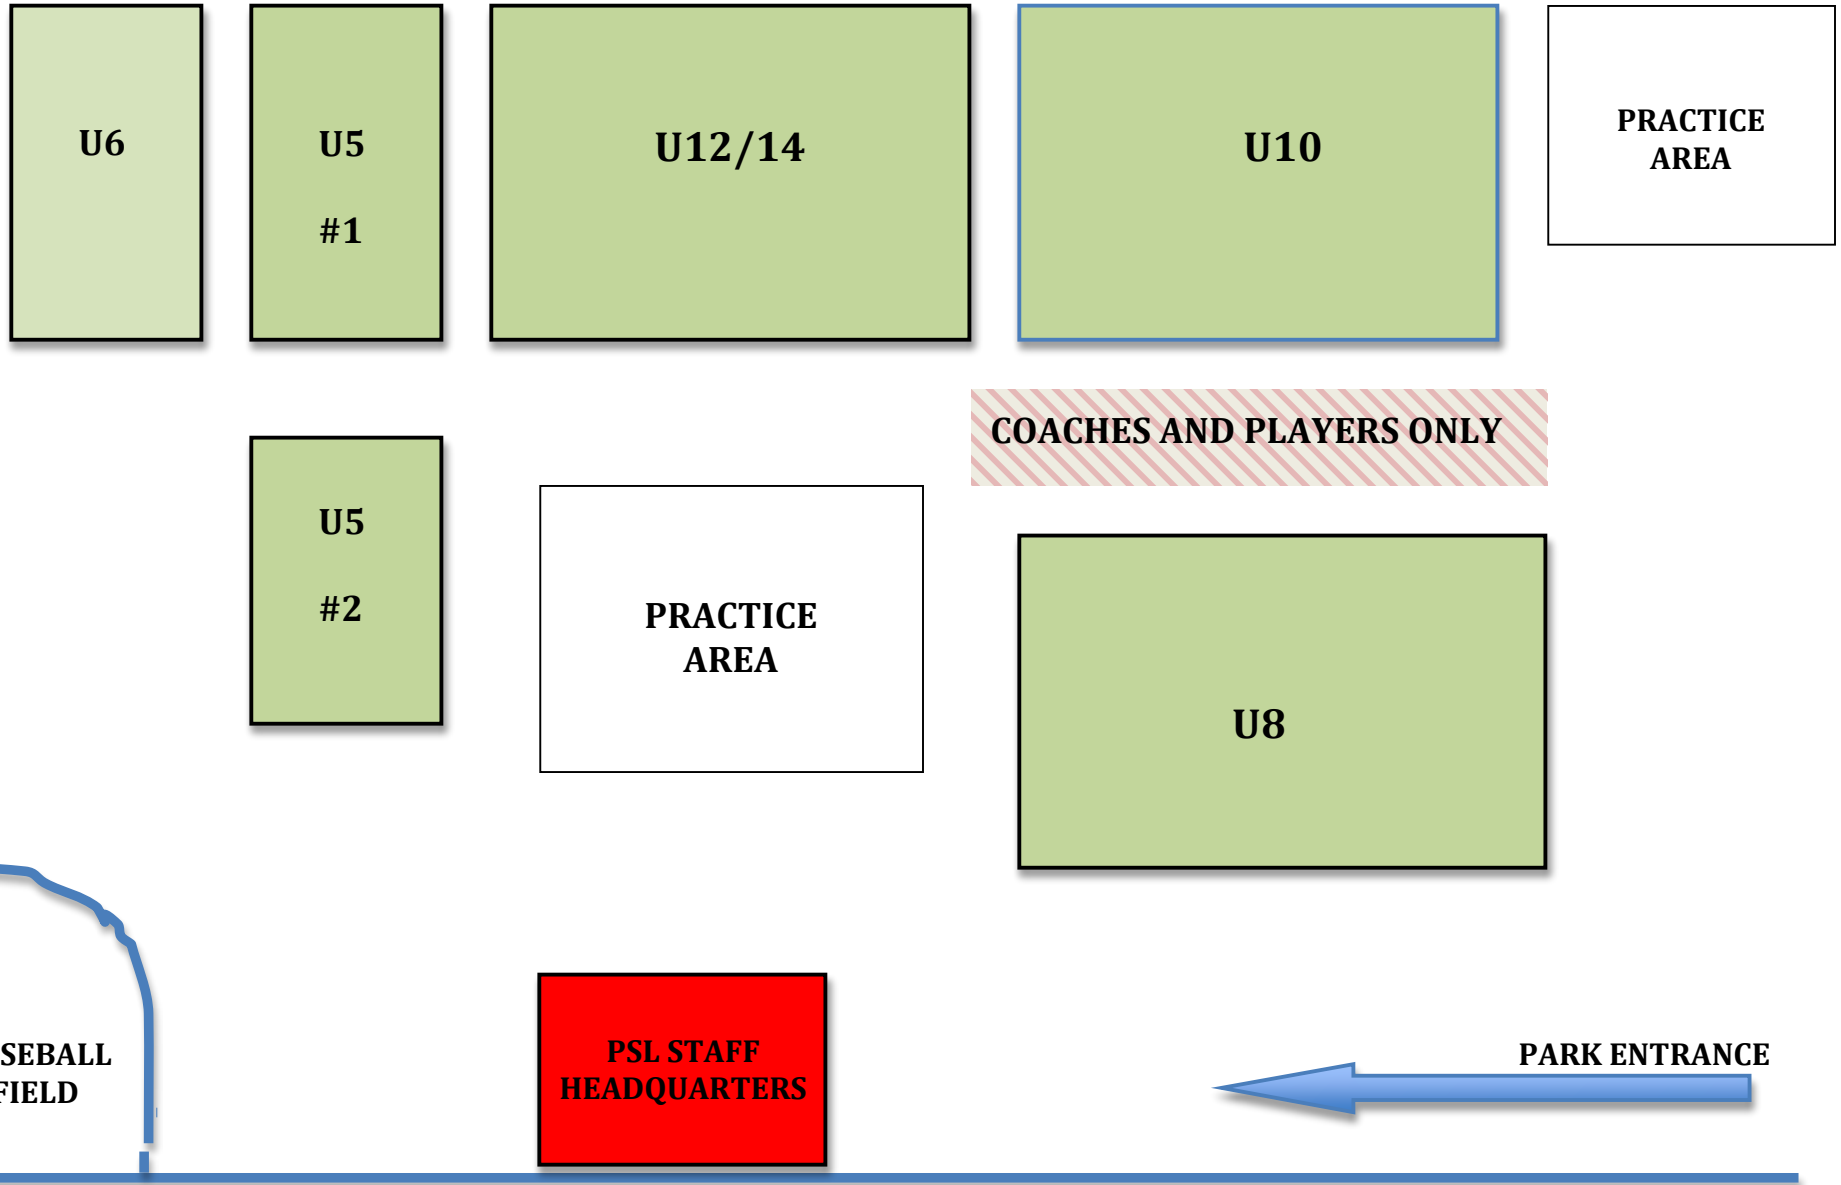 U6
U5
#1
U12/14
U10
PRACTICE
AREA
COACHES AND PLAYERS ONLY
U5
#2
PRACTICE
AREA
U8
SEBALL
FIELD
PSL STAFF
HEADQUARTERS
PARK ENTRANCE